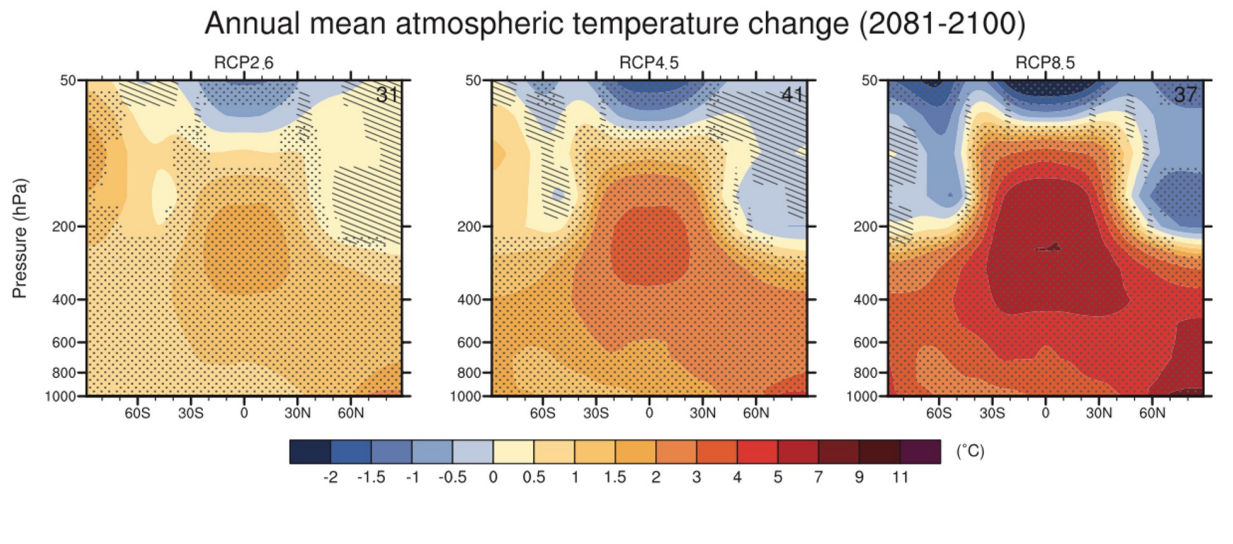 Annual mean atmospheric temperature change (2081-2100)
RCP2.6
RCP4.5
RCP8.5
50
31
50
41
50
37
Pressure (hPa)
200
200
200
400
400
400
600
600
600
800
800
800
1000
1000
1000
60S 30S 0 30N 60N
60S 30S 0 30N 60N
60S 30S 0 30N 60N
(°C)
-2 -1.5 -1 -0.5 0 0.5 1 1.5 2 3 4 5 7 9 11